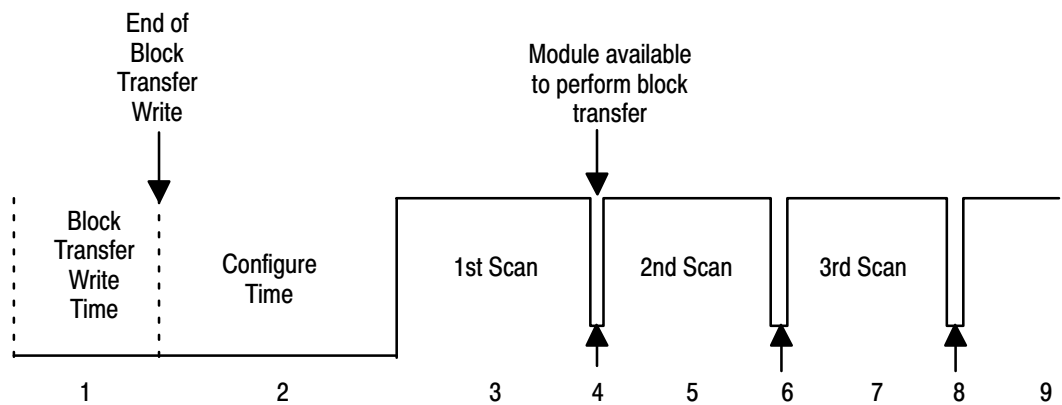 End of
Block
Transfer
Write
Module available
to perform block
transfer
Block
Transfer
Write
Time
Configure
Time
1st Scan
2nd Scan
3rd Scan
1 2 3 4 5 6 7 8 9